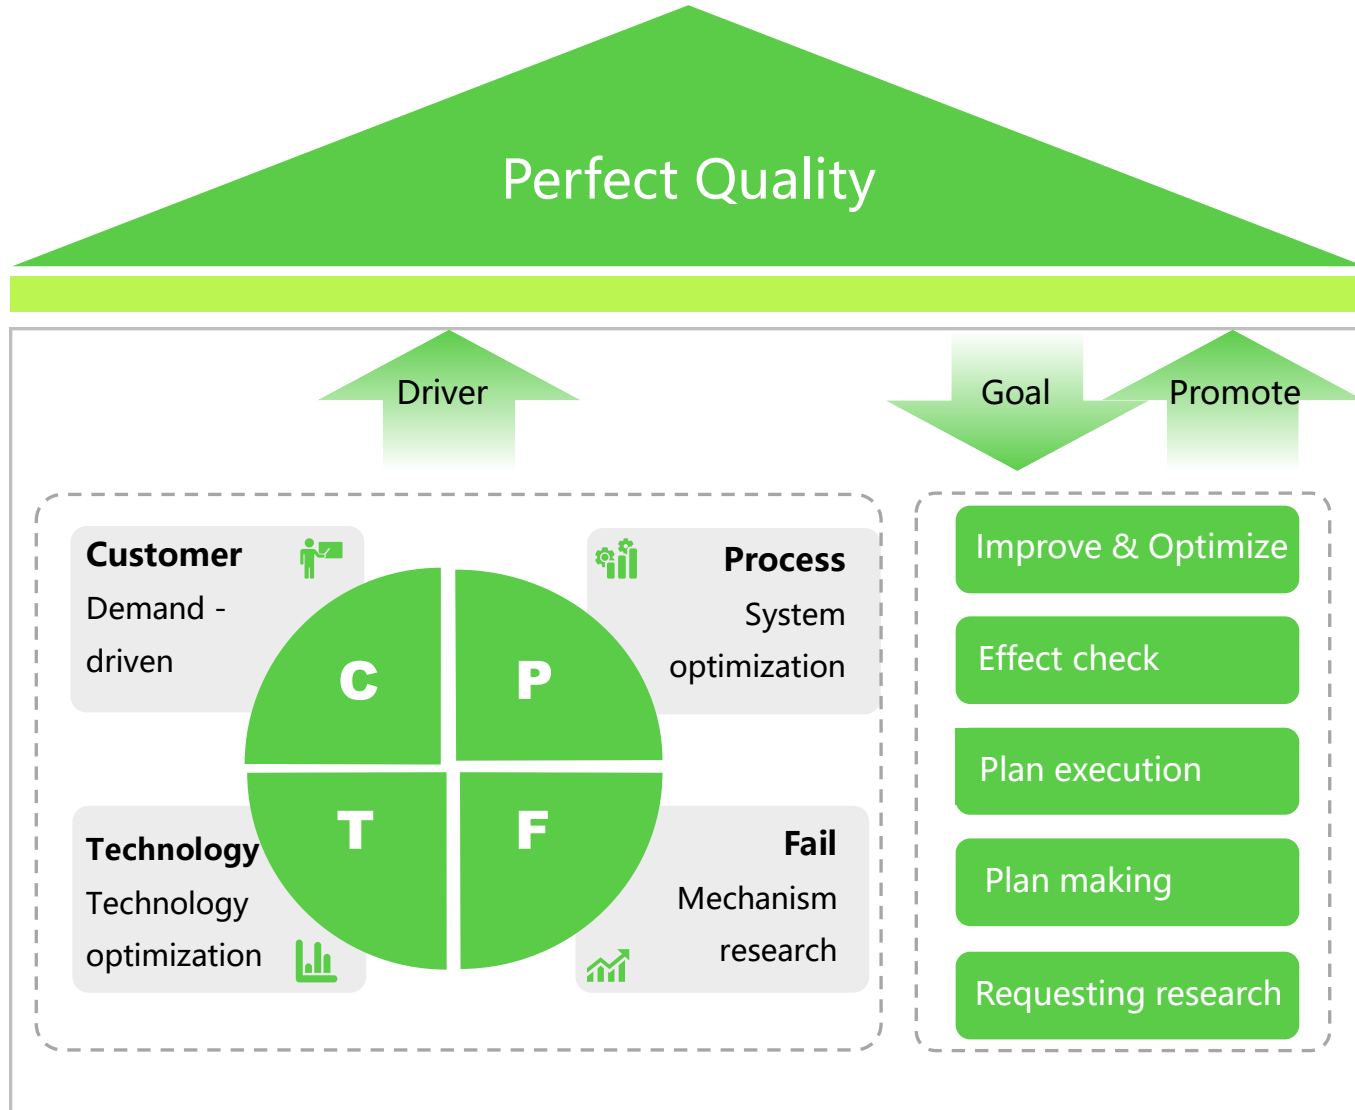 Perfect Quality
Driver
Goal
Promote
Customer
Demand -
driven
Process
System
optimization
C
P
T
F
Technology
Technology
optimization
Fail
Mechanism
research
Improve & Optimize
Effect check
Plan execution
Plan making
Requesting research